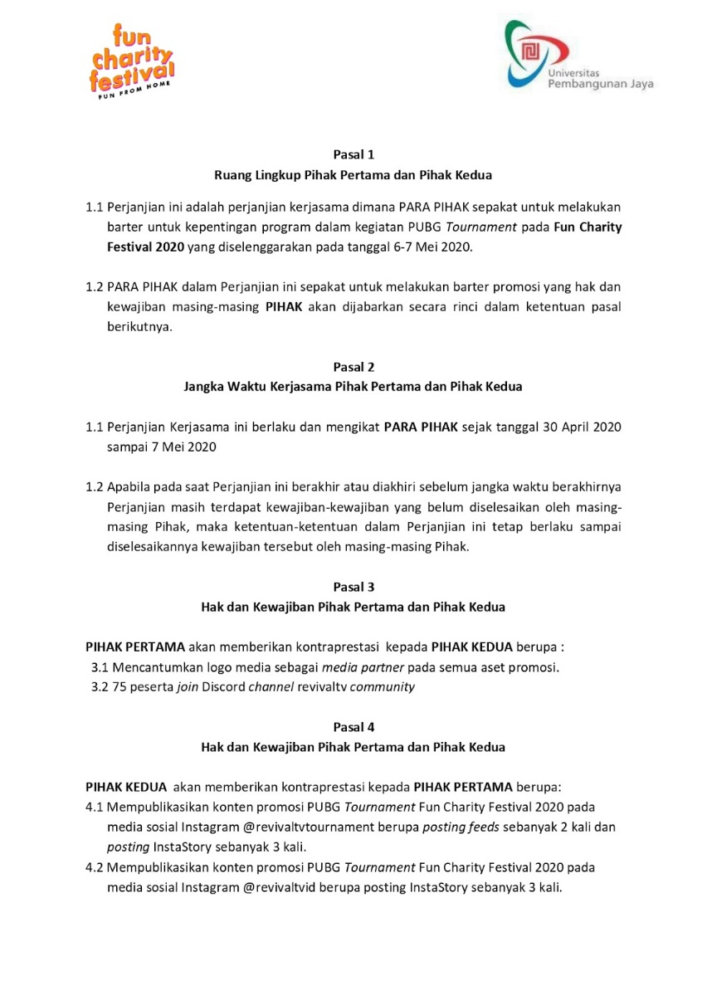 fun
charity
festival
FUN FROM HOME
Universitas
Pembangunan Jaya
Pasal 1
Ruang Lingkup Pihak Pertama dan Pihak Kedua
1.1 Perjanjian ini adalah perjanjian kerjasama dimana PARA PIHAK sepakat untuk melakukan
barter untuk kepentingan program dalam kegiatan PUBG Tournament pada Fun Charity
Festival 2020 yang diselenggarakan pada tanggal 6-7 Mei 2020.
1.2 PARA PIHAK dalam Perjanjian ini sepakat untuk melakukan barter promosi yang hak dan
kewajiban masing-masing PIHAK akan dijabarkan secara rinci dalam ketentuan pasal
berikutnya.
Pasal 2
Jangka Waktu Kerjasama Pihak Pertama dan Pihak Kedua
1.1 Perjanjian Kerjasama ini berlaku dan mengikat PARA PIHAK sejak tanggal 30 April 2020
sampai 7 Mei 2020
1.2 Apabila pada saat Perjanjian ini berakhir atau diakhiri sebelum jangka waktu berakhirnya
Perjanjian masih terdapat kewajiban-kewajiban yang belum diselesaikan oleh masing-
masing Pihak, maka ketentuan-ketentuan dalam Perjanjian ini tetap berlaku sampai
diselesaikannya kewajiban tersebut oleh masing-masing Pihak.
Pasal 3
Hak dan Kewajiban Pihak Pertama dan Pihak Kedua
PIHAK PERTAMA akan memberikan kontraprestasi kepada PIHAK KEDUA berupa :
3.1 Mencantumkan logo media sebagai media partner pada semua aset promosi.
3.2 75 peserta join Discord channel revivaltv community
Pasal 4
Hak dan Kewajiban Pihak Pertama dan Pihak Kedua
PIHAK KEDUA akan memberikan kontraprestasi kepada PIHAK PERTAMA berupa:
4.1 Mempublikasikan konten promosi PUBG Tournament Fun Charity Festival 2020 pada
media sosial Instagram @revivaltvtournament berupa posting feeds sebanyak 2 kali dan
posting InstaStory sebanyak 3 kali.
4.2 Mempublikasikan konten promosi PUBG Tournament Fun Charity Festival 2020 pada
media sosial Instagram @revivaltvid berupa posting InstaStory sebanyak 3 kali.